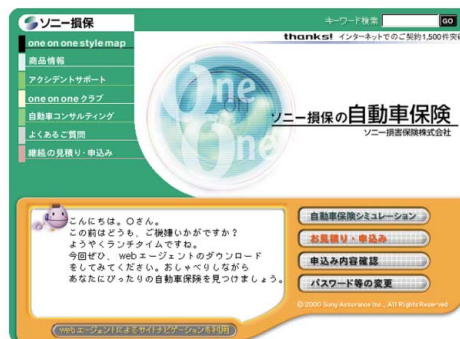 ソニー損保
キーワード検索
GO
thanks! インターネットでのご契約1,500件突破
one on one style map
商品情報
アクシデントサポート
one on one クラブ
自動車コンサルティング
よくあるご質問
継続の見積り・申込み
One
on
One
ソニー損保の自動車保険
ソニー損害保険株式会社
こんにちは。〇さん。
この前はどうも、ご機嫌いかがですか?
ようやくランチタイムですね。
今回ぜひ、 webエージェントのダウンロード
をしてみてください。おしゃべりしながら
あなたにぴったりの自動車保険を見つけましょう。
自動車保険シミュレーション
お見積り・申込み
申込み内容確認
パスワード等の変更
© 2000 Sony Assurance Inc., All Rights Reserved
webエージェントによるサイトナビゲーションを利用